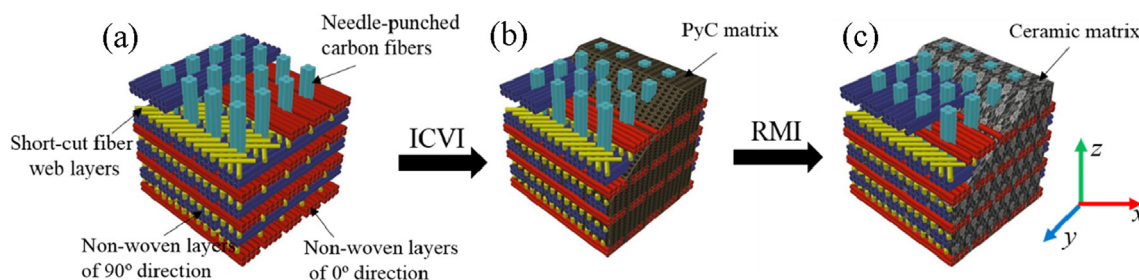 (a)
Needle-punched
carbon fibers
Short-cut fiber
web layers
Non-woven layers
of 90° direction
Non-woven layers
of 0° direction
ICVI
(b)
PyC matrix
RMI
(c)
Ceramic matrix
z
x
y